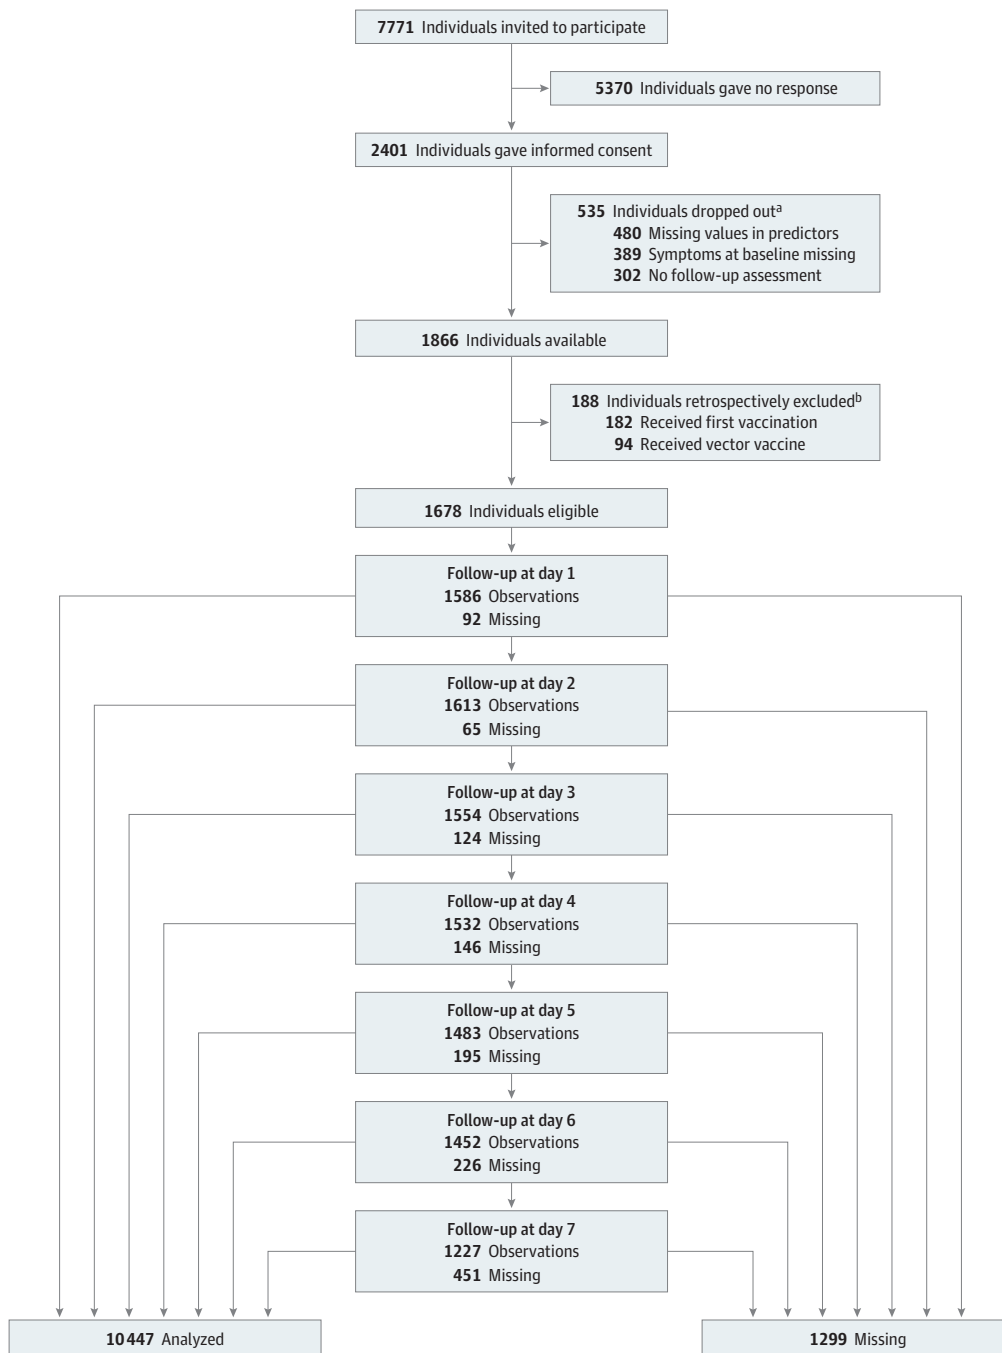 7771 Individuals invited to participate
5370 Individuals gave no response
2401 Individuals gave informed consent
535 Individuals dropped outᵃ
480 Missing values in predictors
389 Symptoms at baseline missing
302 No follow-up assessment
1866 Individuals available
188 Individuals retrospectively excludedᵇ
182 Received first vaccination
94 Received vector vaccine
1678 Individuals eligible
Follow-up at day 1
1586 Observations
92 Missing
Follow-up at day 2
1613 Observations
65 Missing
Follow-up at day 3
1554 Observations
124 Missing
Follow-up at day 4
1532 Observations
146 Missing
Follow-up at day 5
1483 Observations
195 Missing
Follow-up at day 6
1452 Observations
226 Missing
Follow-up at day 7
1227 Observations
451 Missing
10447 Analyzed
1299 Missing